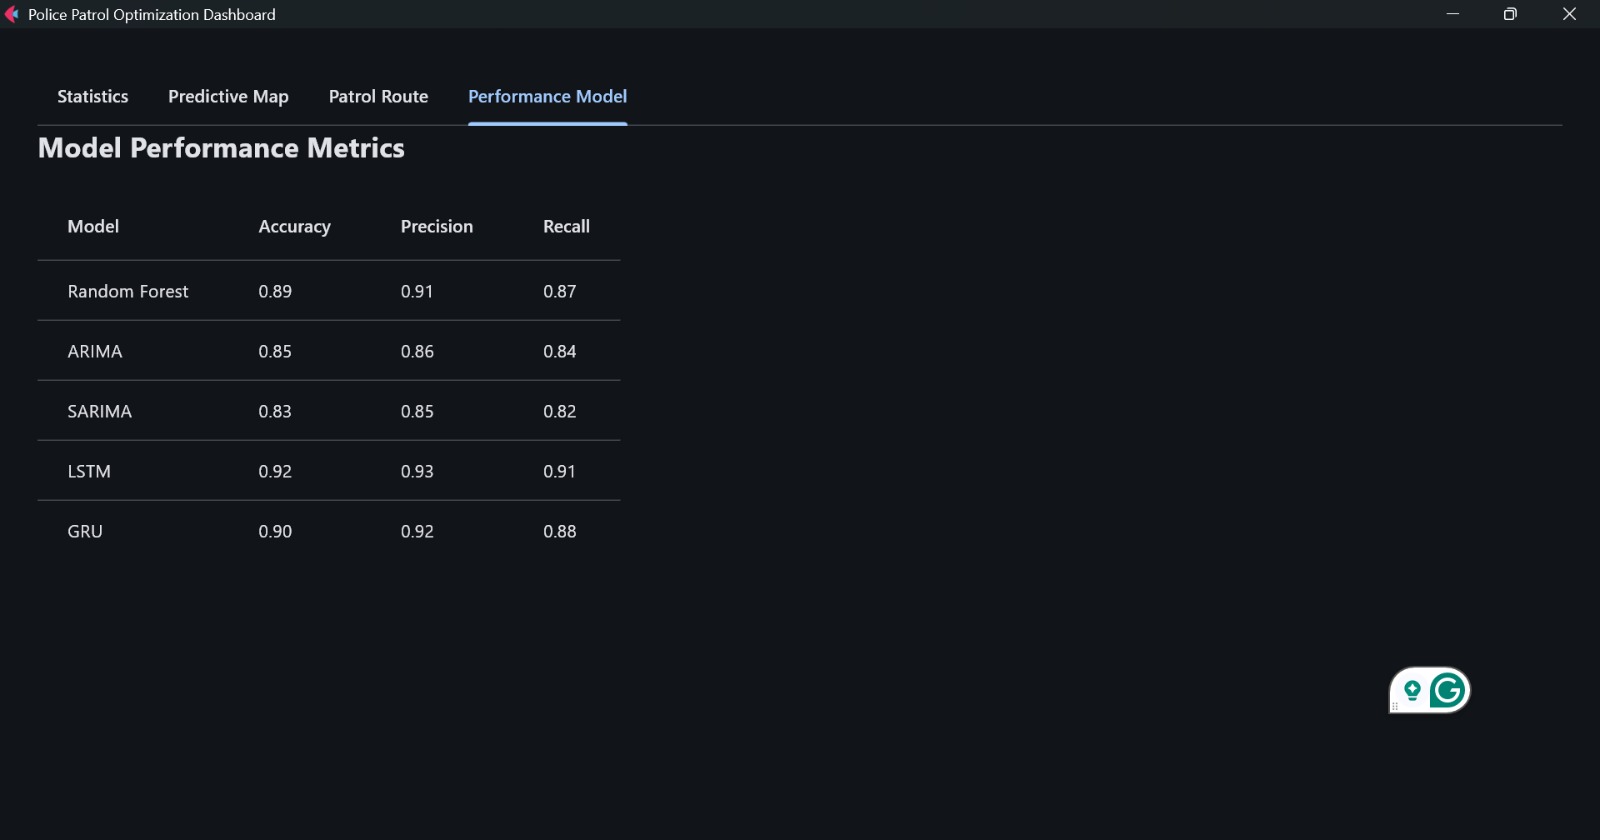 Police Patrol Optimization Dashboard
Statistics Predictive Map Patrol Route Performance Model
Model Performance Metrics
Model Accuracy Precision Recall
Random Forest 0.89 0.91 0.87
ARIMA 0.85 0.86 0.84
SARIMA 0.83 0.85 0.82
LSTM 0.92 0.93 0.91
GRU 0.90 0.92 0.88